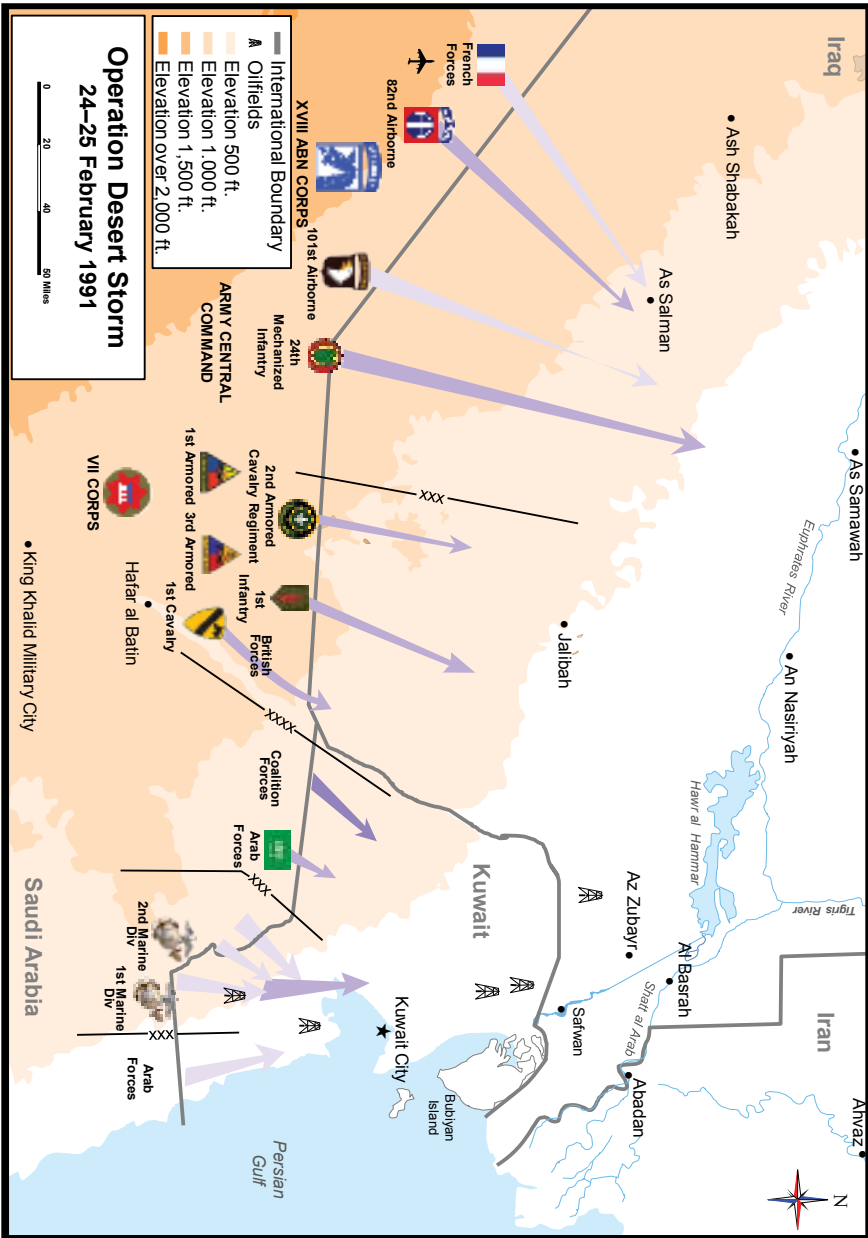 Iraq
Ash Shabakah
As Samawah
Euphrates River
An Nasiriyah
Hawr al Hammar
Tigris River
Iran
Ahvaz
N
French
Forces
82nd Airborne
XVIII ABN CORPS
101st Airborne
As Salman
24th
Mechanized
Infantry
ARMY CENTRAL
COMMAND
XXX
2nd Armored
Cavalry Regiment
1st Armored
3rd Armored
VII CORPS
1st
Infantry
1st Cavalry
British
Forces
Jalibah
Hafar al Batin
King Khalid Military City
XXXX
Coalition
Forces
Arab
Forces
XXX
Kuwait
Az Zubayr
Al Basrah
Shatt al Arab
Safwan
Abadan
Bubiyan
Island
Kuwait City
2nd Marine
Div
1st Marine
Div
XXX
Arab
Forces
Saudi Arabia
Persian
Gulf
International Boundary
Oilfields
Elevation 500 ft.
Elevation 1.000 ft.
Elevation 1,500 ft.
Elevation over 2,000 ft.
Operation Desert Storm
24–25 February 1991
0 20 40 50 Miles